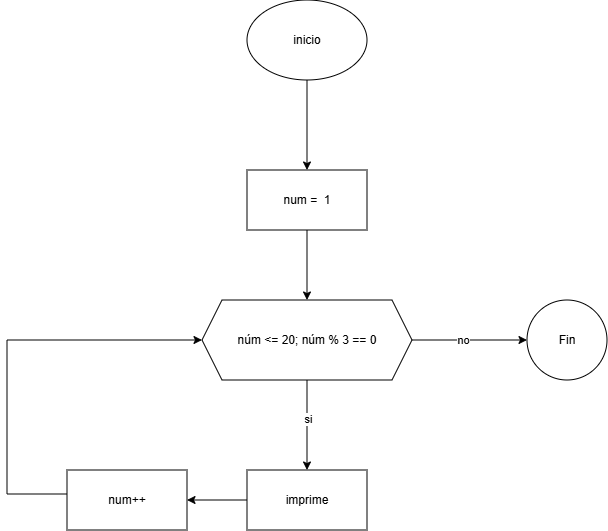 inicio
num = 1
núm <= 20; núm % 3 == 0
no
Fin
si
num++
imprime